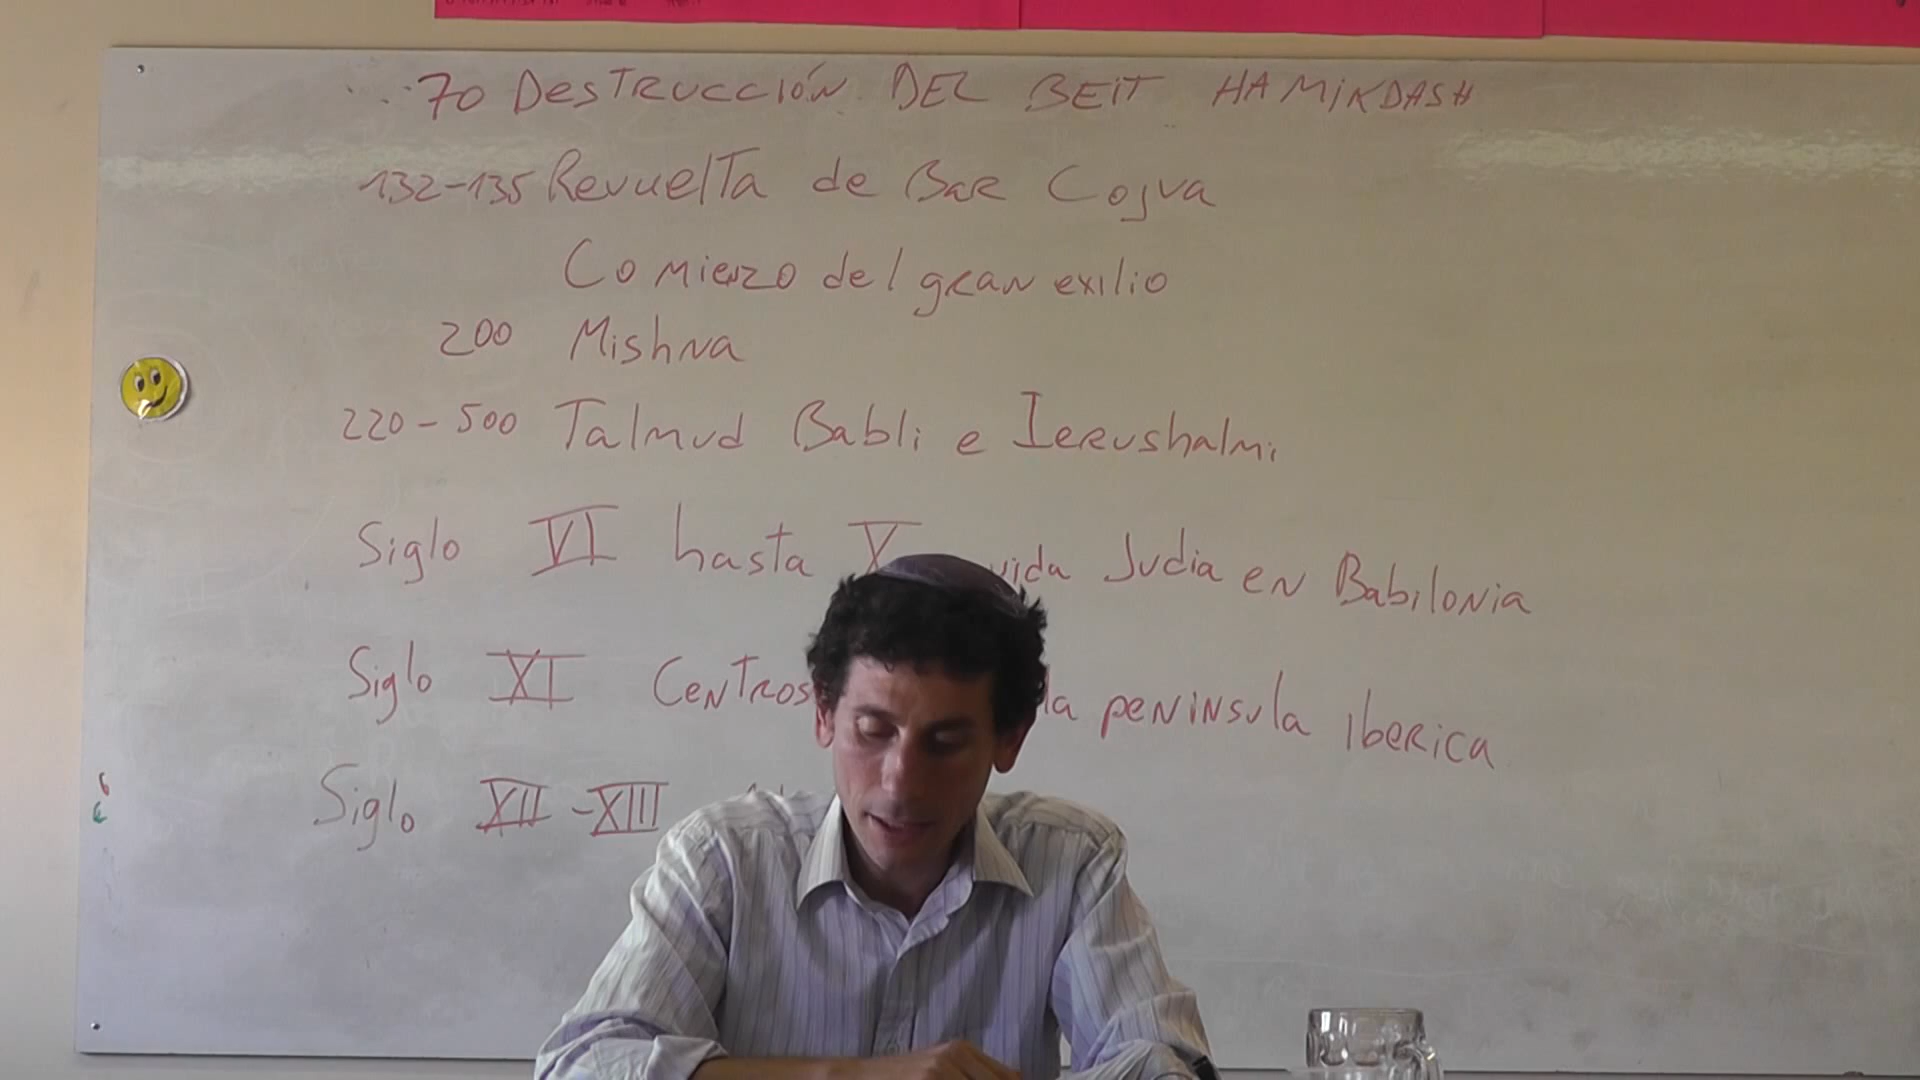 70 DESTRUCCIÓN DEL BEIT HAMIKDASH
132-135 Revuelta de Bar Cojva
Comienzo del gran exilio
200 Mishna
220-500 Talmud Babli e Ierushalmi
Siglo VI hasta X vida Judia en Babilonia
Siglo XI Centros la peninsula Iberica
Siglo XII-XIII